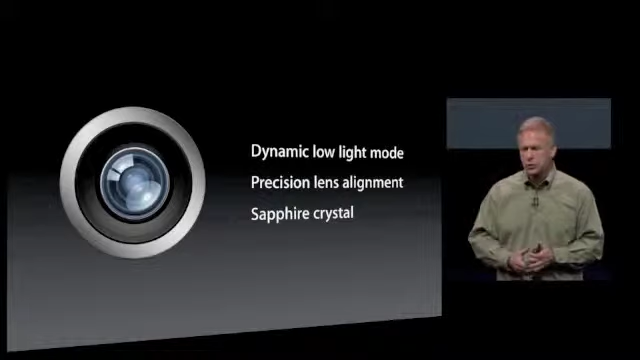 Dynamic low light mode
Precision lens alignment
Sapphire crystal